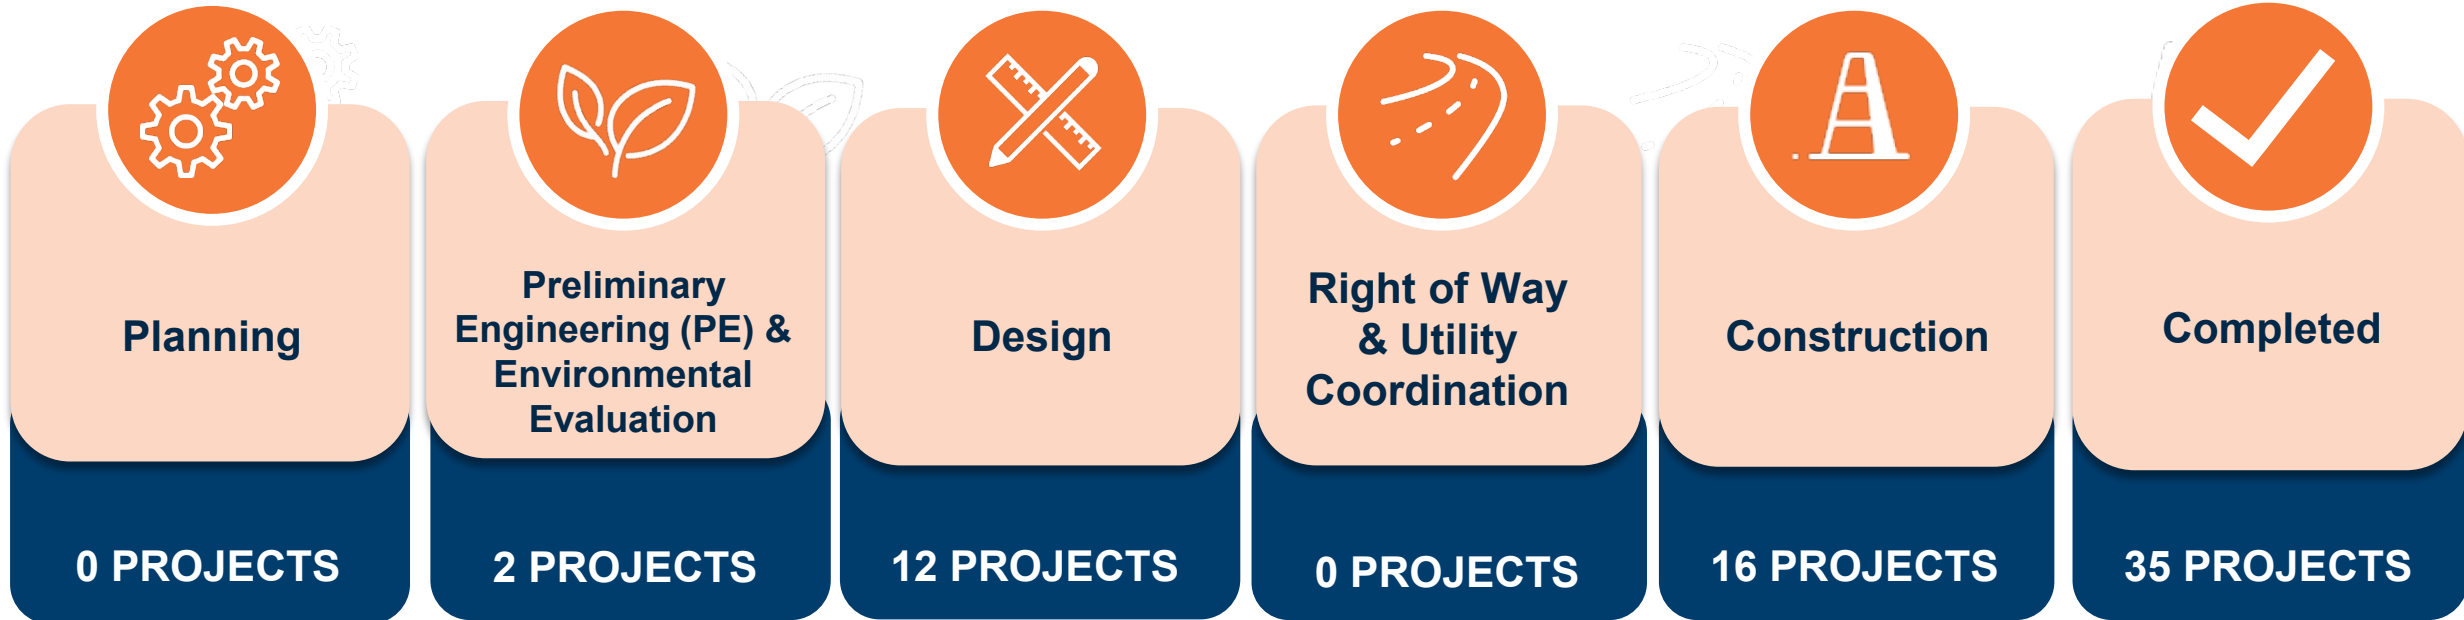 Planning
0 PROJECTS
Preliminary
Engineering (PE) &
Environmental
Evaluation
2 PROJECTS
Design
12 PROJECTS
Right of Way
& Utility
Coordination
0 PROJECTS
Construction
16 PROJECTS
Completed
35 PROJECTS